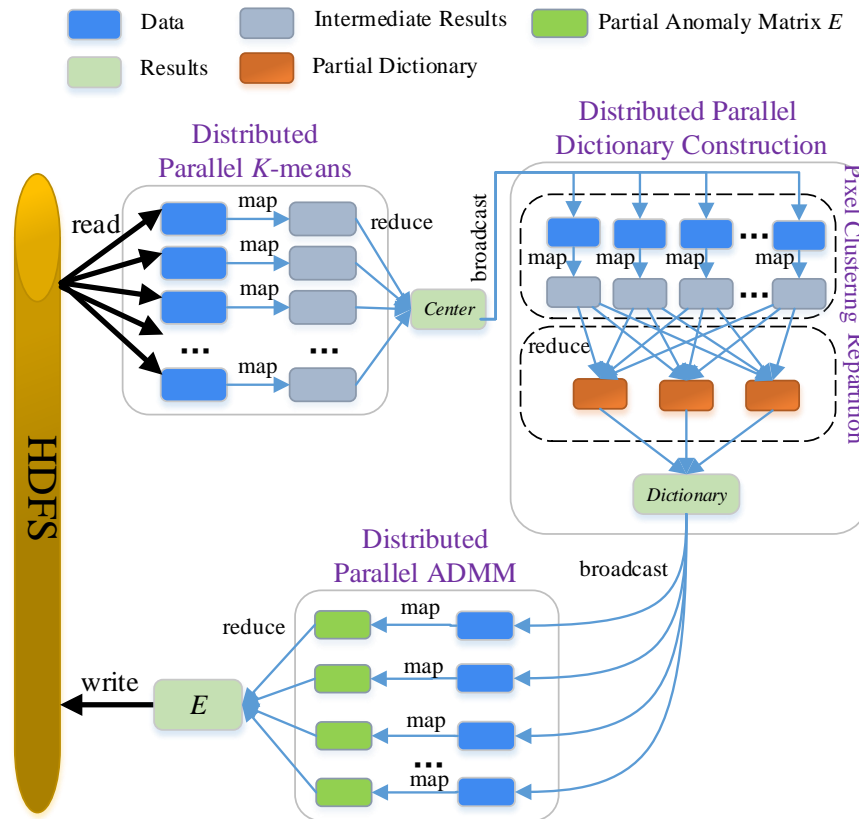 Data
Intermediate Results
Partial Anomaly Matrix E
Results
Partial Dictionary
Distributed
Parallel K-means
Distributed Parallel
Dictionary Construction
read
map
map
map
map
reduce
Center
broadcast
map
map
map
map
...
...
...
...
Pixel Clustering
reduce
Repartition
Dictionary
HDFS
Distributed
Parallel ADMM
broadcast
map
map
map
...
map
reduce
E
write